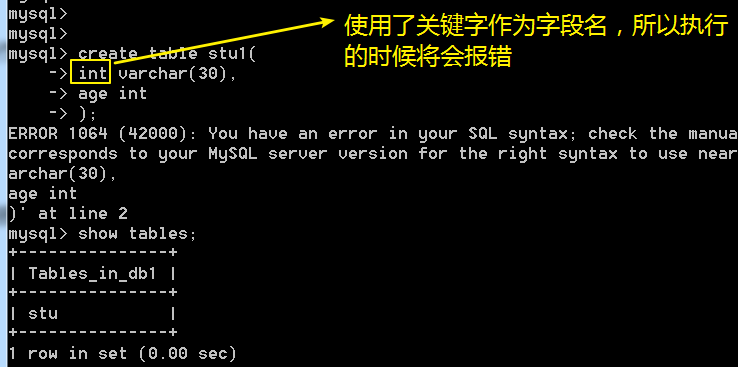 mysql>
mysql>
mysql> create table stu1(
-> int varchar(30),
-> age int
-> );
使用了关键字作为字段名，所以执行
的时候将会报错
ERROR 1064 (42000): You have an error in your SQL syntax; check the manua
corresponds to your MySQL server version for the right syntax to use near
archar(30),
age int
)' at line 2
mysql> show tables;
+---------------+
| Tables_in_db1 |
+---------------+
| stu           |
+---------------+
1 row in set (0.00 sec)